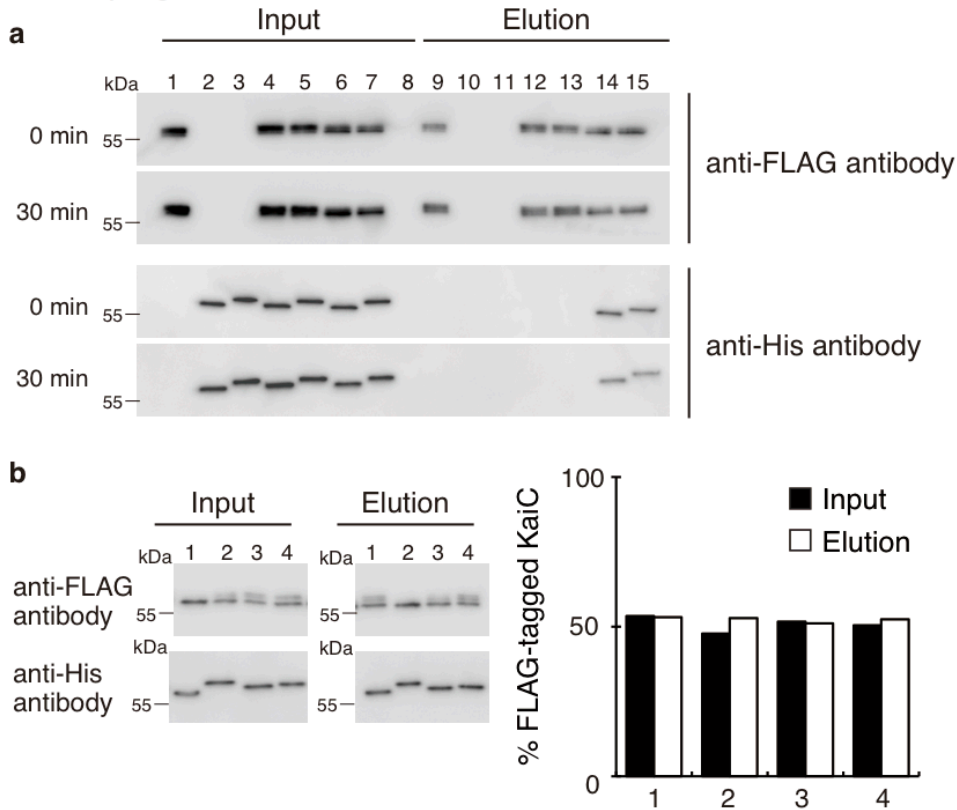 a
Input Elution
kDa 1 2 3 4 5 6 7 8 9 10 11 12 13 14 15
0 min 55
anti-FLAG antibody
30 min 55
0 min 55
anti-His antibody
30 min 55
b
Input Elution
kDa 1 2 3 4 kDa 1 2 3 4
anti-FLAG antibody 55 55
kDa kDa
anti-His antibody 55 55
% FLAG-tagged KaiC
100
50
0
Input
Elution
1 2 3 4